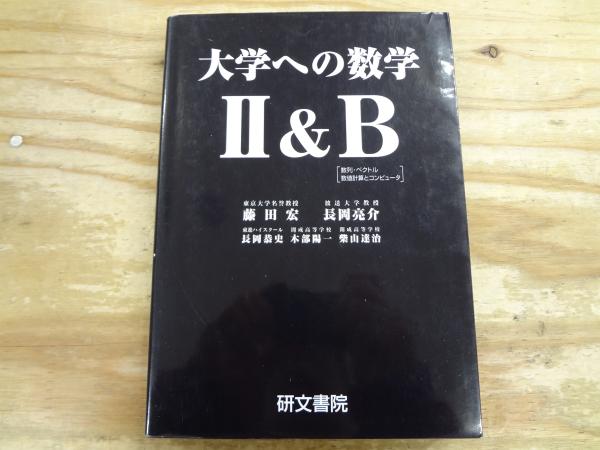 大学への数学
Ⅱ&B
数列・ベクトル
数値計算とコンピュータ
東京大学名誉教授 放送大学教授
藤田宏 長岡亮介
東進ハイスクール 開成高等学校 開成高等学校
長岡恭史 木部陽一 柴山達治
研文書院